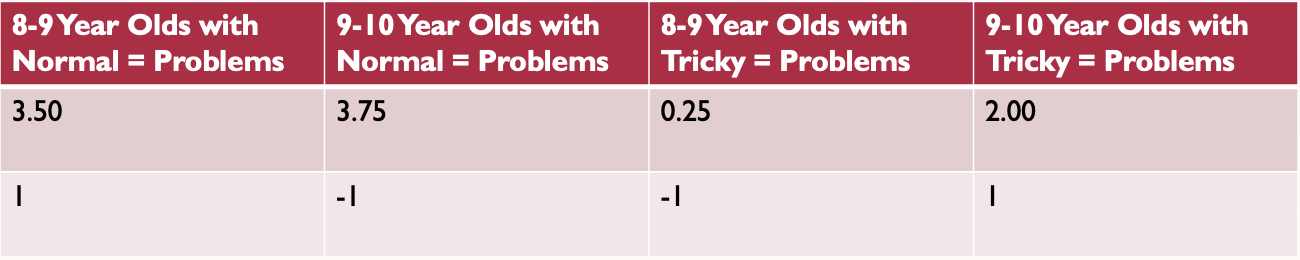 8-9 Year Olds with
Normal = Problems
9-10 Year Olds with
Normal = Problems
8-9 Year Olds with
Tricky = Problems
9-10 Year Olds with
Tricky = Problems
3.50
3.75
0.25
2.00
1
-1
-1
1